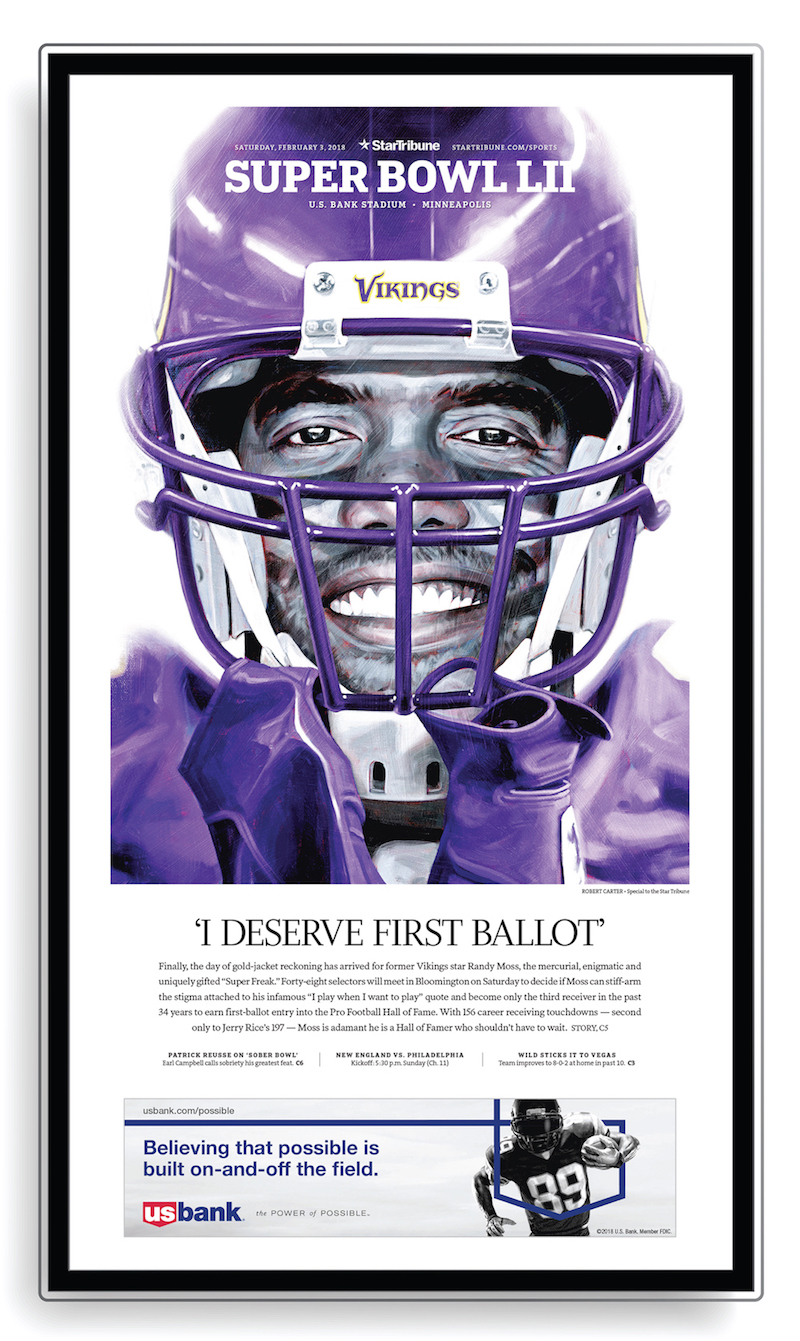 SATURDAY, FEBRUARY 3, 2018 StarTribune STARTRIBUNE.COM/SPORTS
SUPER BOWL LII
U.S. BANK STADIUM • MINNEAPOLIS
VIKINGS
ROBERT CARTER • Special to the Star Tribune
‘I DESERVE FIRST BALLOT’
Finally, the day of gold-jacket reckoning has arrived for former Vikings star Randy Moss, the mercurial, enigmatic and
uniquely gifted “Super Freak.” Forty-eight selectors will meet in Bloomington on Saturday to decide if Moss can stiff-arm
the stigma attached to his infamous “I play when I want to play” quote and become only the third receiver in the past
34 years to earn first-ballot entry into the Pro Football Hall of Fame. With 156 career receiving touchdowns — second
only to Jerry Rice’s 197 — Moss is adamant he is a Hall of Famer who shouldn’t have to wait. STORY, C5
PATRICK REUSSE ON ‘SOBER BOWL’
Earl Campbell calls sobriety his greatest feat. C6
NEW ENGLAND VS. PHILADELPHIA
Kickoff: 5:30 p.m. Sunday (Ch. 11)
WILD STICKS IT TO VEGAS
Team improves to 8-0-2 at home in past 10. C3
usbank.com/possible
Believing that possible is
built on-and-off the field.
usbank. the POWER of POSSIBLE.
89
©2018 U.S. Bank. Member FDIC.